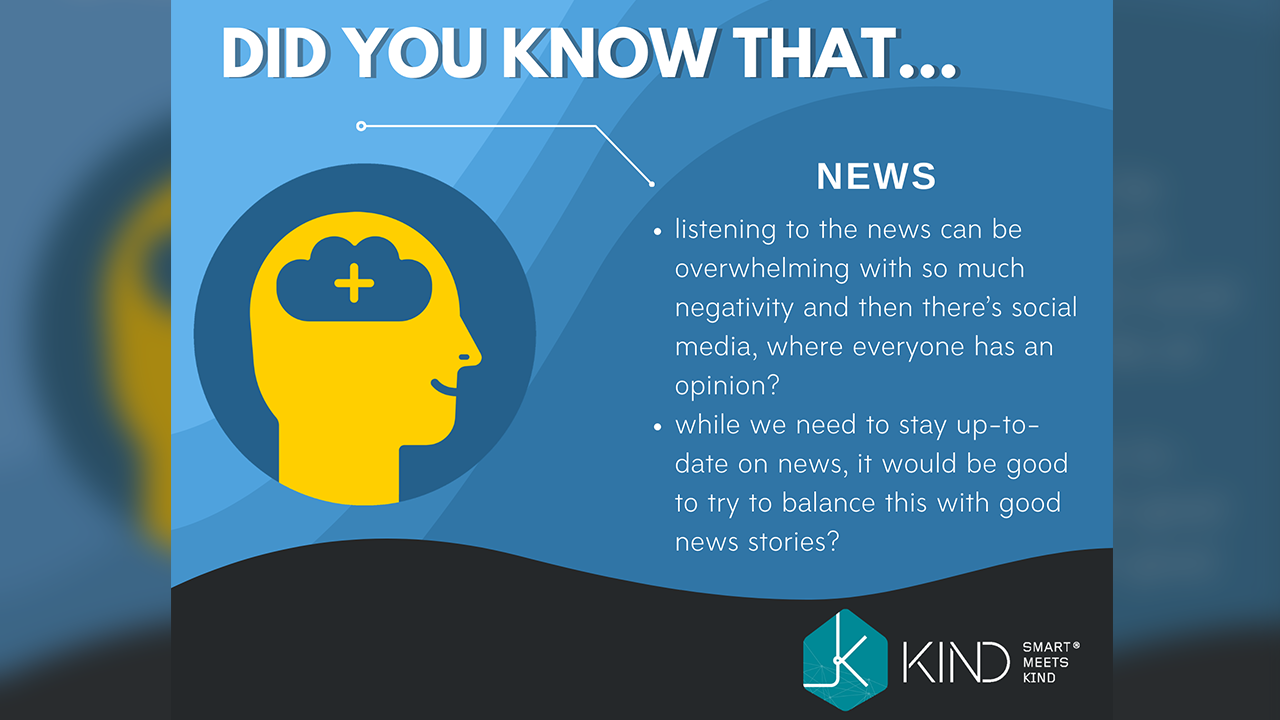 DID YOU KNOW THAT...
NEWS
• listening to the news can be
overwhelming with so much
negativity and then there's social
media, where everyone has an
opinion?
• while we need to stay up-to-
date on news, it would be good
to try to balance this with good
news stories?
KIND
SMART®
MEETS
KIND